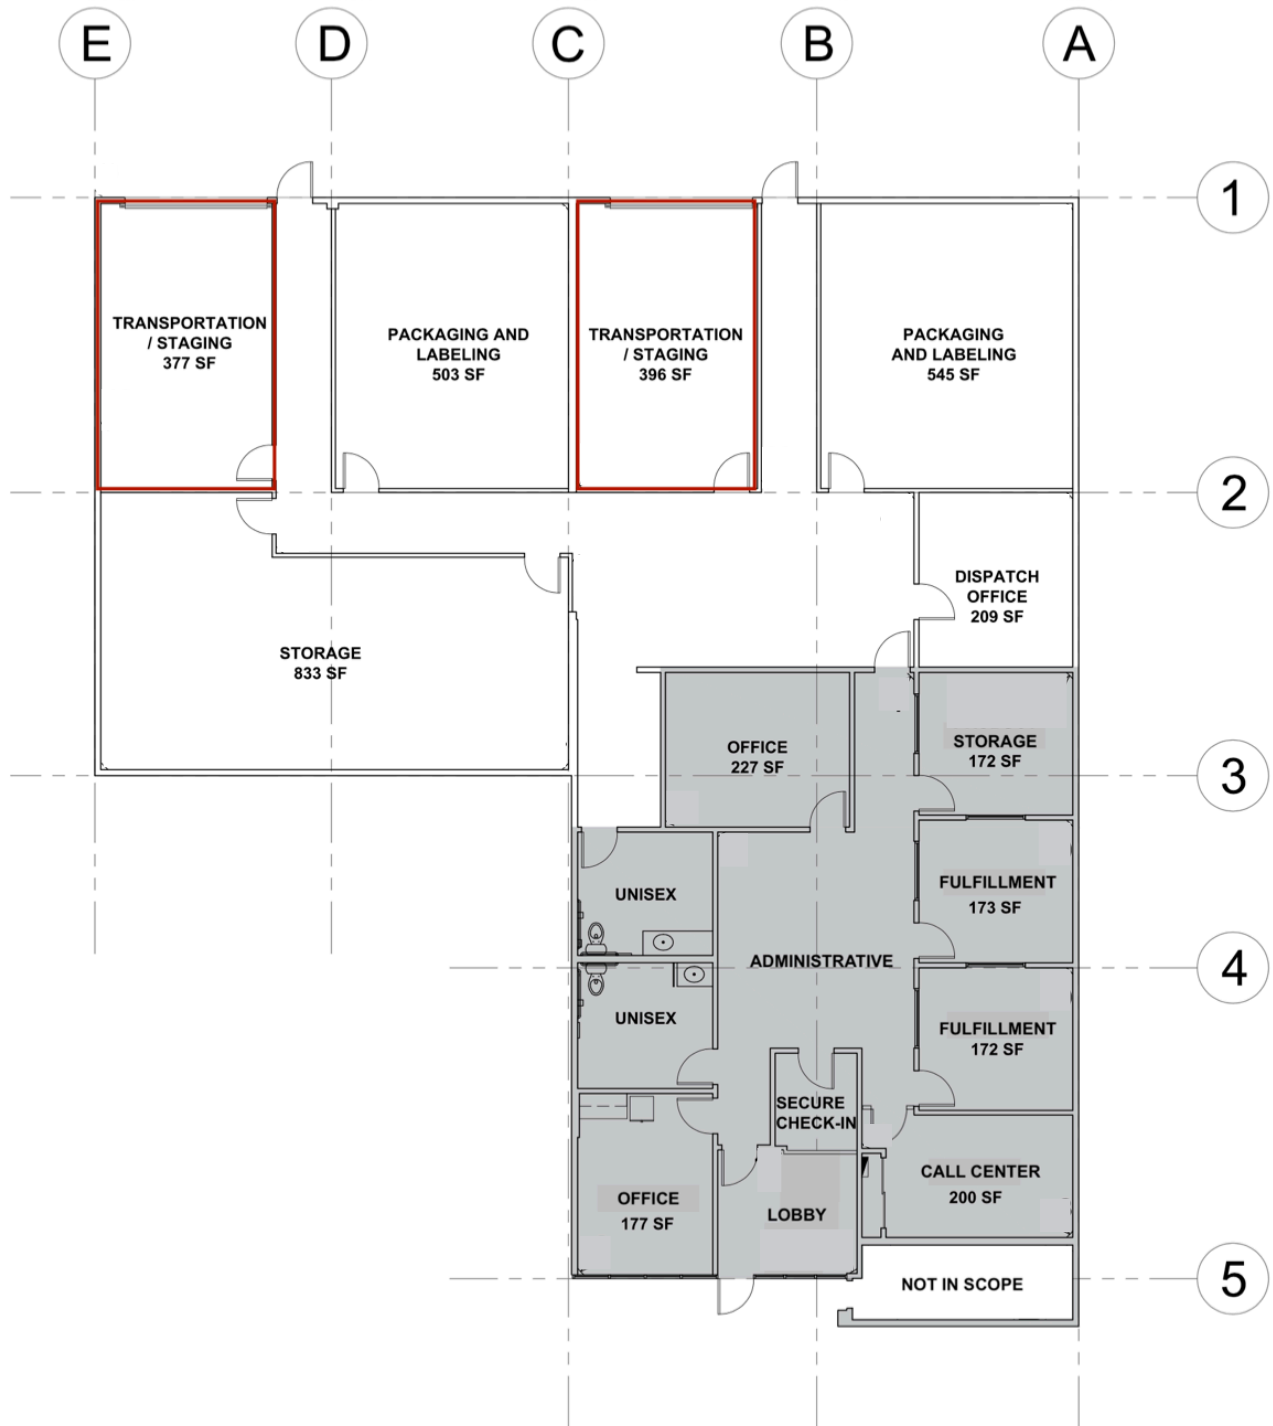 E
D
C
B
A
1
TRANSPORTATION
/ STAGING
377 SF
PACKAGING AND
LABELING
503 SF
TRANSPORTATION
/ STAGING
396 SF
PACKAGING
AND LABELING
545 SF
2
DISPATCH
OFFICE
209 SF
STORAGE
833 SF
OFFICE
227 SF
STORAGE
172 SF
3
UNISEX
FULFILLMENT
173 SF
ADMINISTRATIVE
4
UNISEX
FULFILLMENT
172 SF
SECURE
CHECK-IN
CALL CENTER
200 SF
OFFICE
177 SF
LOBBY
NOT IN SCOPE
5